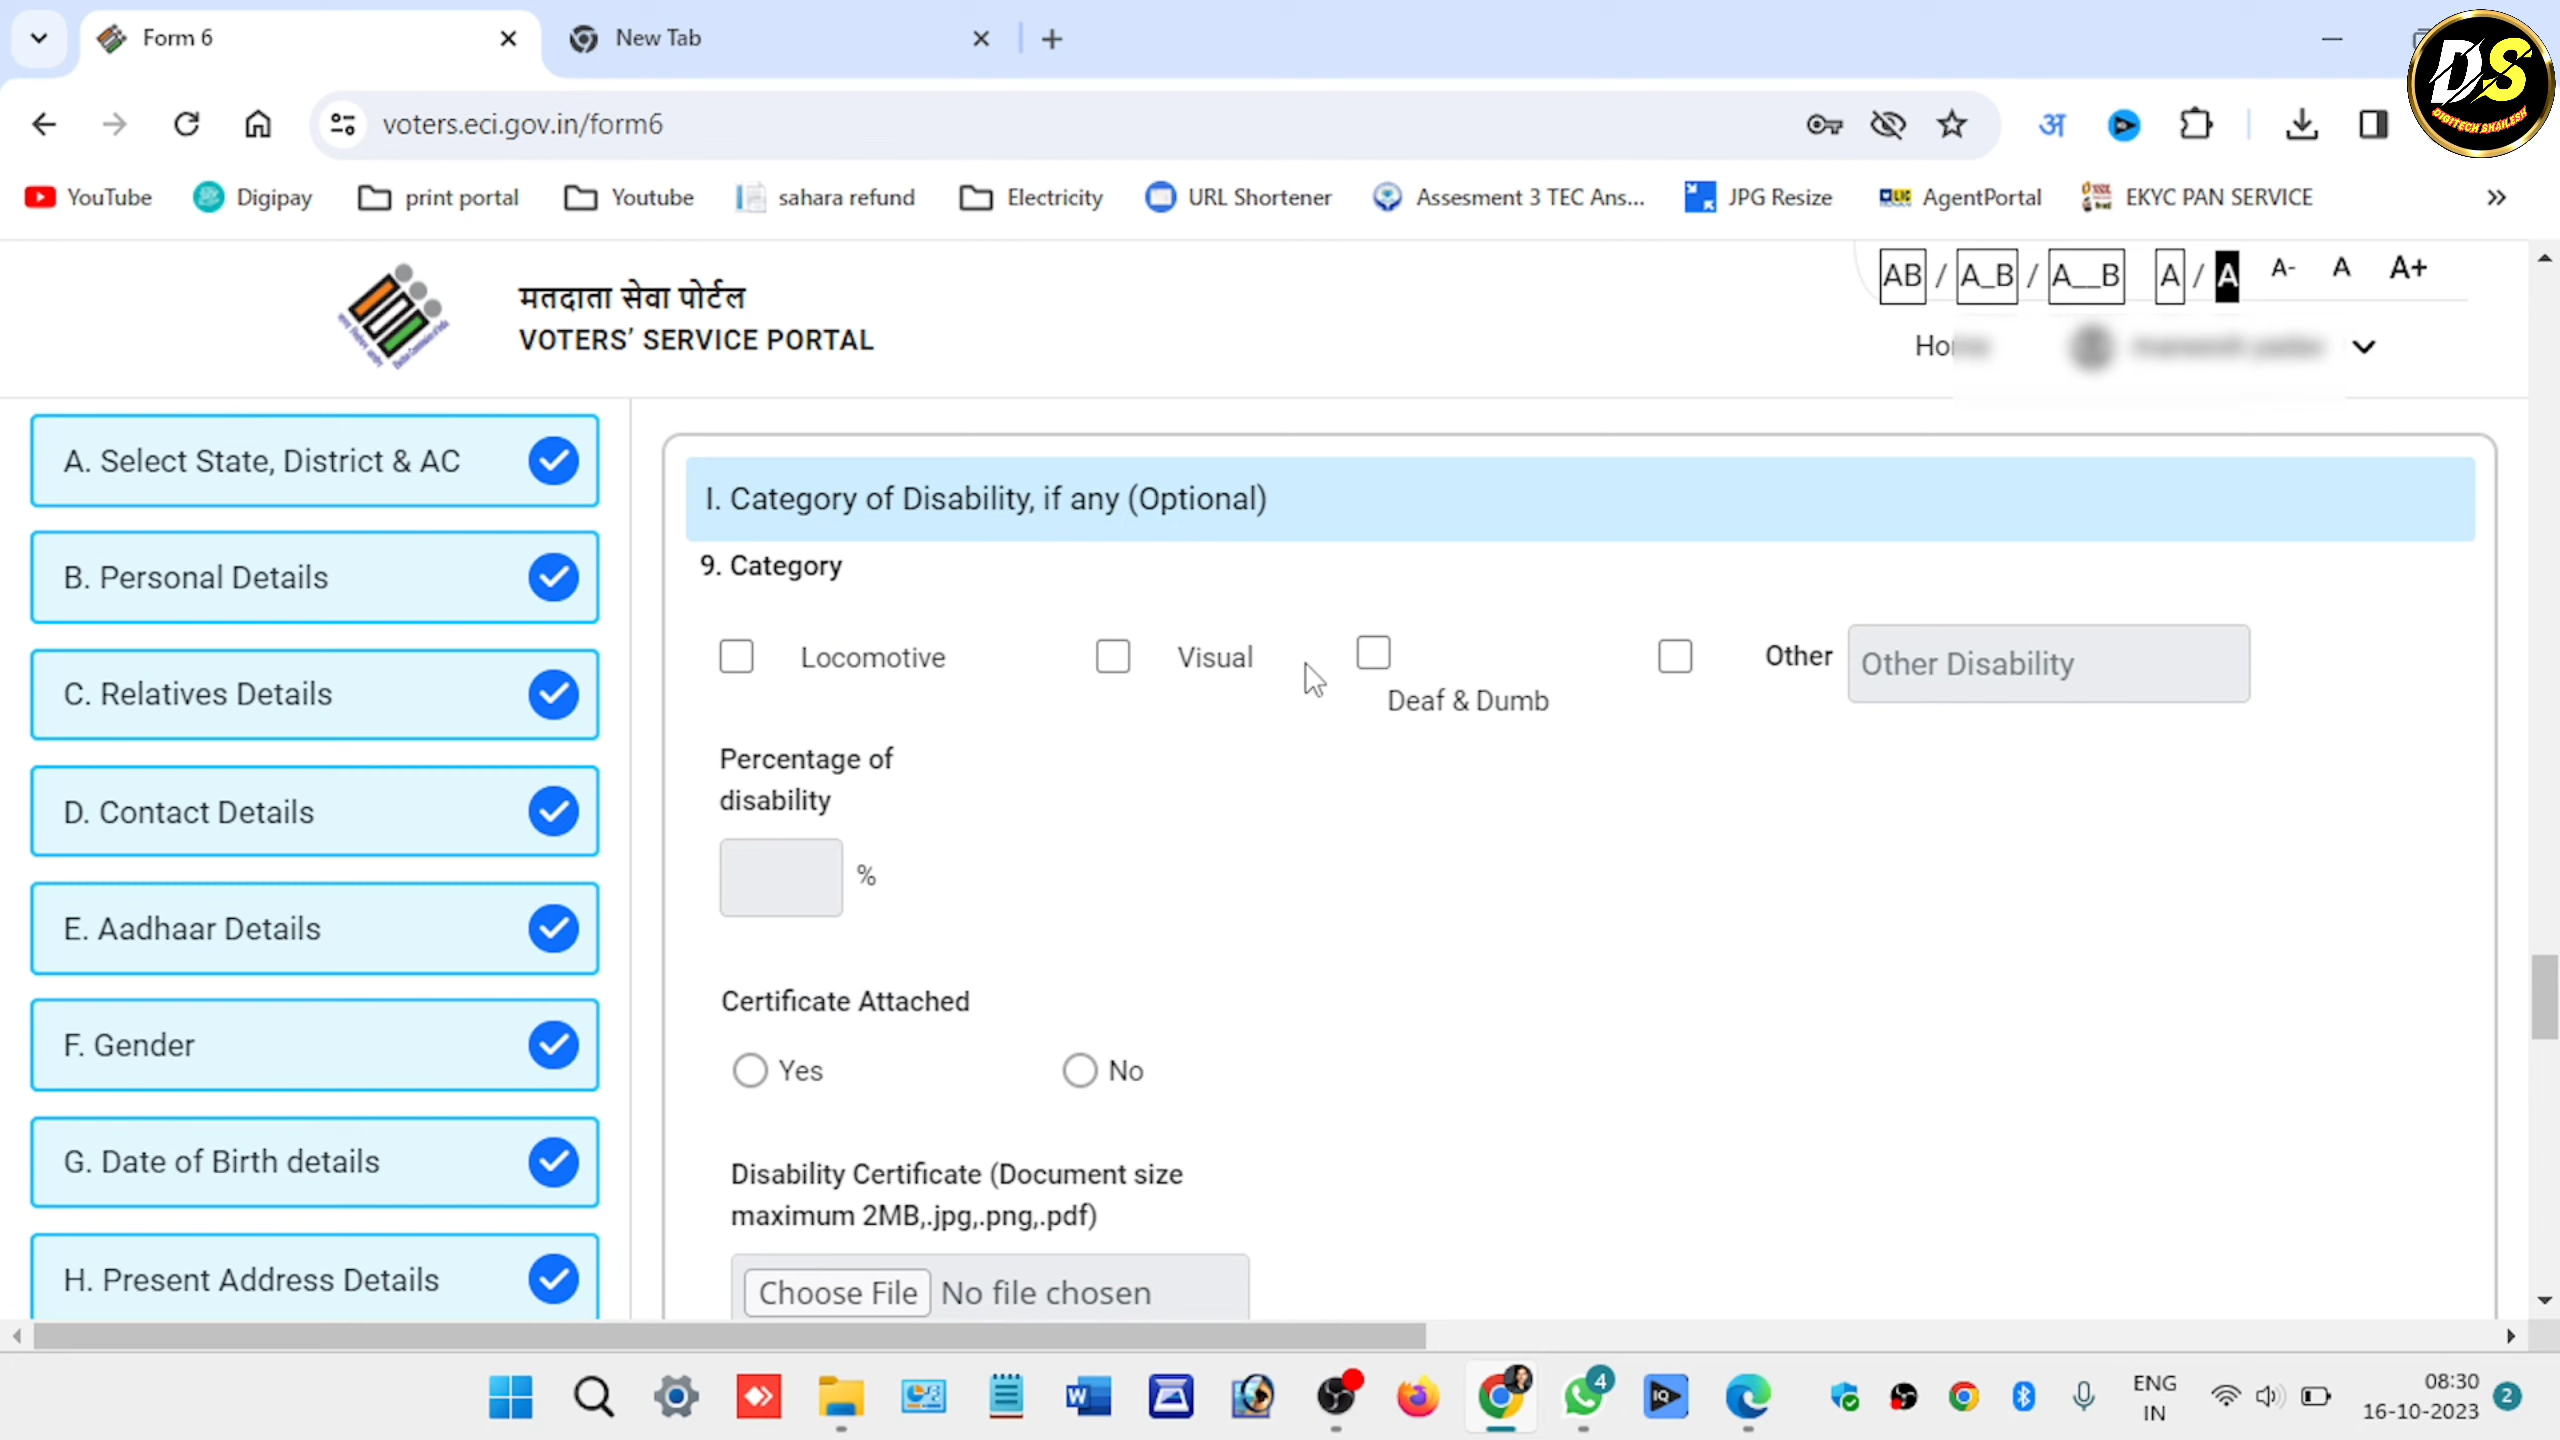 Form 6
New Tab
voters.eci.gov.in/form6
अ
DS
DIGITECH SHAILESH
YouTube
Digipay
print portal
Youtube
sahara refund
Electricity
URL Shortener
Assesment 3 TEC Ans...
JPG Resize
AgentPortal
EKYC PAN SERVICE
मतदाता सेवा पोर्टल
VOTERS’ SERVICE PORTAL
AB / A_B / A__B A / A A- A A+
A. Select State, District & AC
B. Personal Details
C. Relatives Details
D. Contact Details
E. Aadhaar Details
F. Gender
G. Date of Birth details
H. Present Address Details
I. Category of Disability, if any (Optional)
9. Category
Locomotive
Visual
Deaf & Dumb
Other
Other Disability
Percentage of
disability
%
Certificate Attached
Yes
No
Disability Certificate (Document size
maximum 2MB,.jpg,.png,.pdf)
Choose File No file chosen
4
ENG
IN
08:30
16-10-2023
2